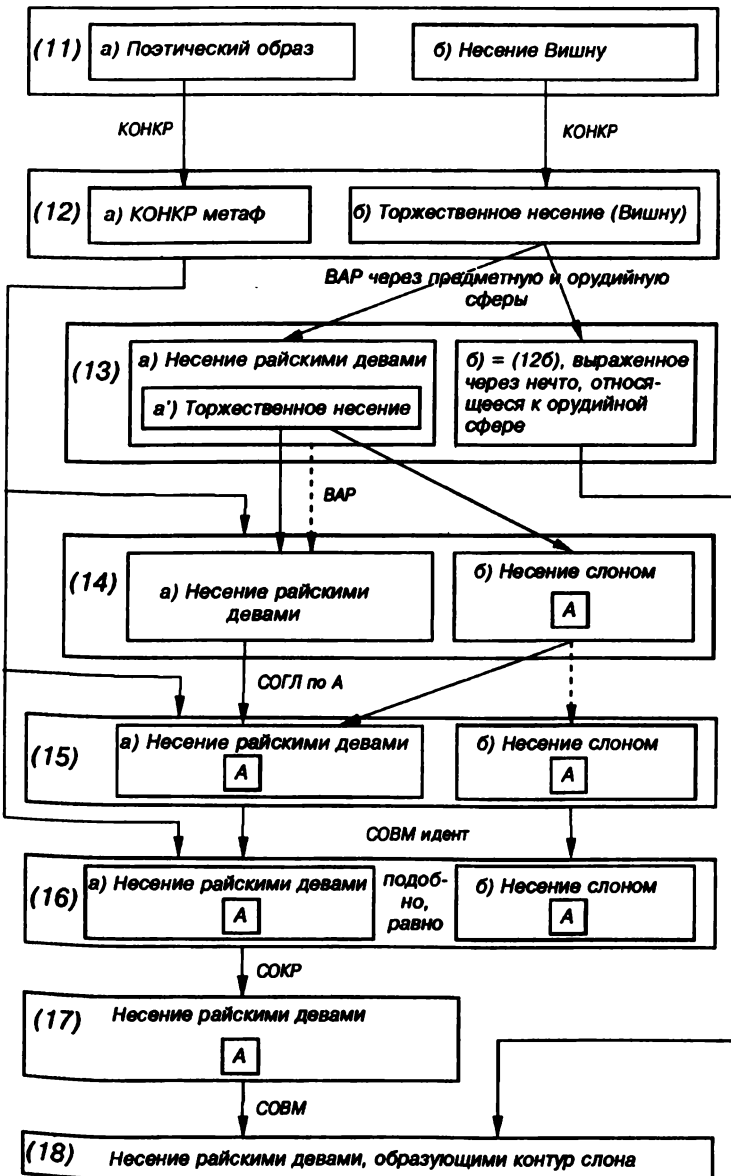 (11) а) Поэтический образ б) Несение Вишну
КОНКР КОНКР
(12) а) КОНКР метаф б) Торжественное несение (Вишну)
ВАР через предметную и орудийную
сферы
(13) а) Несение райскими девами
а') Торжественное несение
б) = (12б), выраженное
через нечто, относя-
щееся к орудийной
сфере
ВАР
(14) а) Несение райскими
девами
б) Несение слоном
А
СОГЛ по А
(15) а) Несение райскими девами б) Несение слоном
А А
СОВМ идент
(16) а) Несение райскими девами
А
подоб-
но,
равно
б) Несение слоном
А
СОКР
(17) Несение райскими девами
А
СОВМ
(18) Несение райскими девами, образующими контур слона